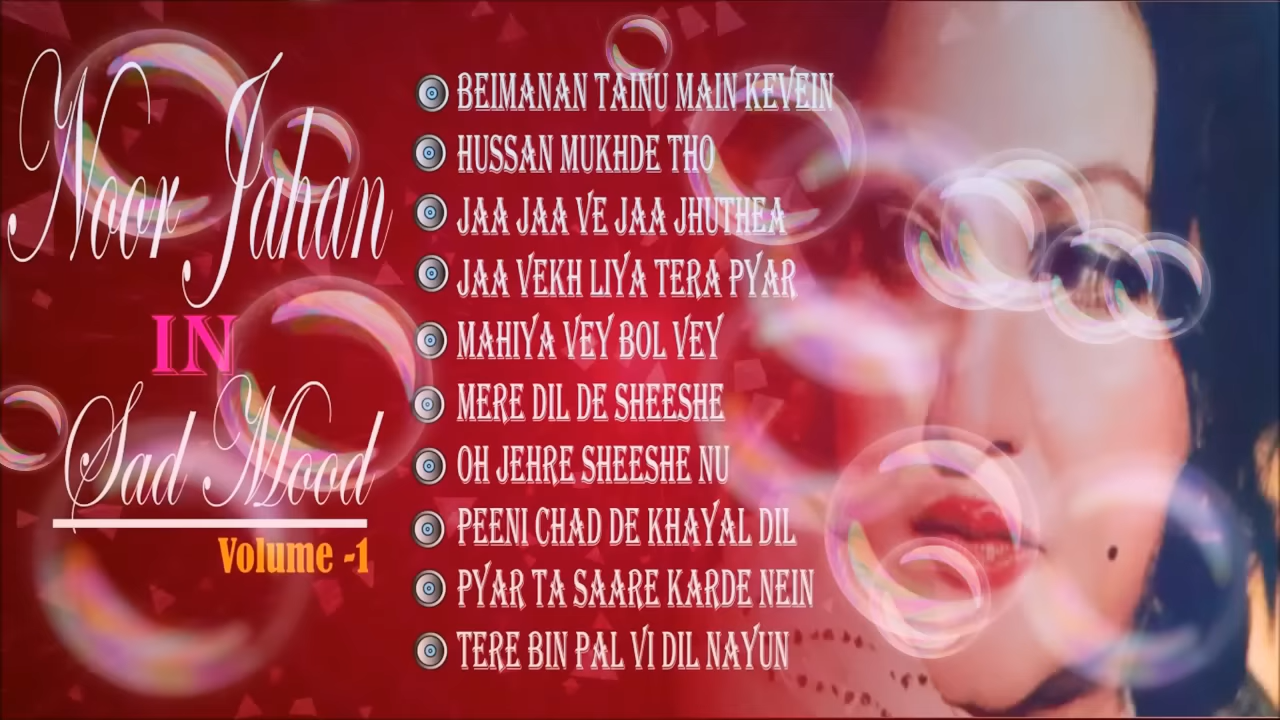 Noor Jahan
IN
Sad Mood
Volume -1
BEIMANAN TAINU MAIN KEVEIN
HUSSAN MUKHDE THO
JAA JAA VE JAA JHUTHEA
JAA VEKH LIYA TERA PYAR
MAHIYA VEY BOL VEY
MERE DIL DE SHEESHE
OH JEHRE SHEESHE NU
PEENI CHAD DE KHAYAL DIL
PYAR TA SAARE KARDE NEIN
TERE BIN PAL VI DIL NAYUN